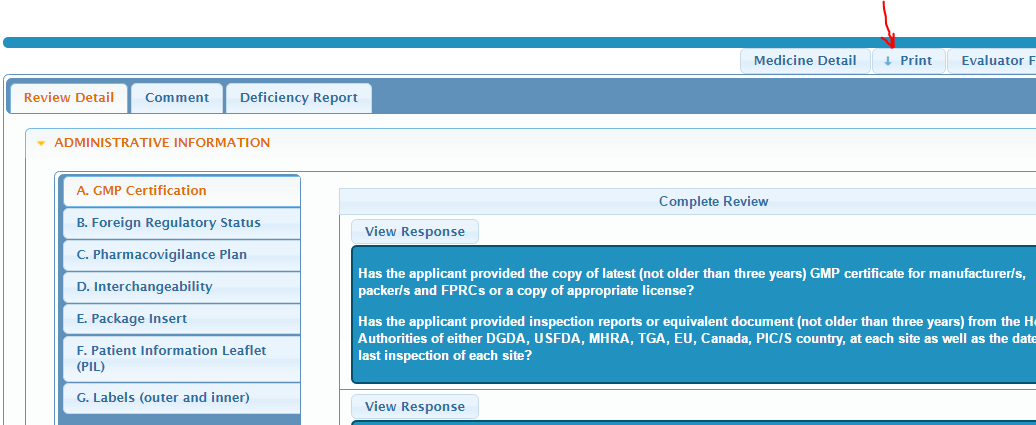 Medicine Detail
Print
Evaluator F
Review Detail
Comment
Deficiency Report
ADMINISTRATIVE INFORMATION
A. GMP Certification
B. Foreign Regulatory Status
C. Pharmacovigilance Plan
D. Interchangeability
E. Package Insert
F. Patient Information Leaflet
(PIL)
G. Labels (outer and inner)
Complete Review
View Response
Has the applicant provided the copy of latest (not older than three years) GMP certificate for manufacturer/s,
packer/s and FPRCs or a copy of appropriate license?
Has the applicant provided inspection reports or equivalent document (not older than three years) from the He
Authorities of either DGDA, USFDA, MHRA, TGA, EU, Canada, PIC/S country, at each site as well as the date
last inspection of each site?
View Response